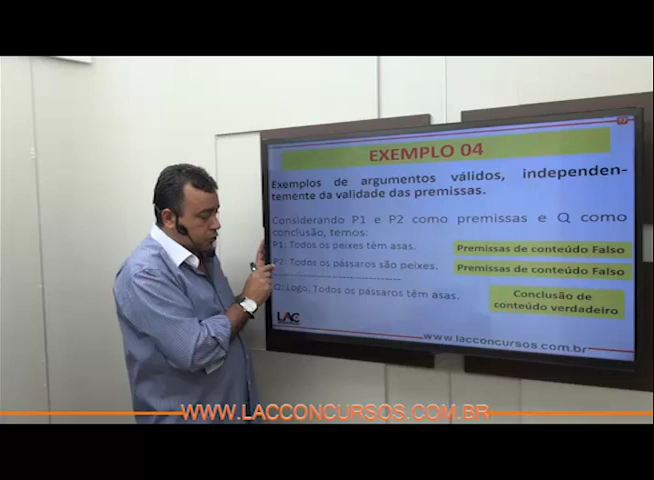 EXEMPLO 04
Exemplos de argumentos válidos, independen-
temente da validade das premissas.
Considerando P1 e P2 como premissas e Q como
conclusão, temos:
P1: Todos os peixes têm asas.
Premissas de conteúdo Falso
P2: Todos os pássaros são peixes.
Premissas de conteúdo Falso
Q: Logo, Todos os pássaros têm asas.
Conclusão de
conteúdo verdadeiro
LAC
www.lacconcursos.com.br
WWW.LACCONCURSOS.COM.BR